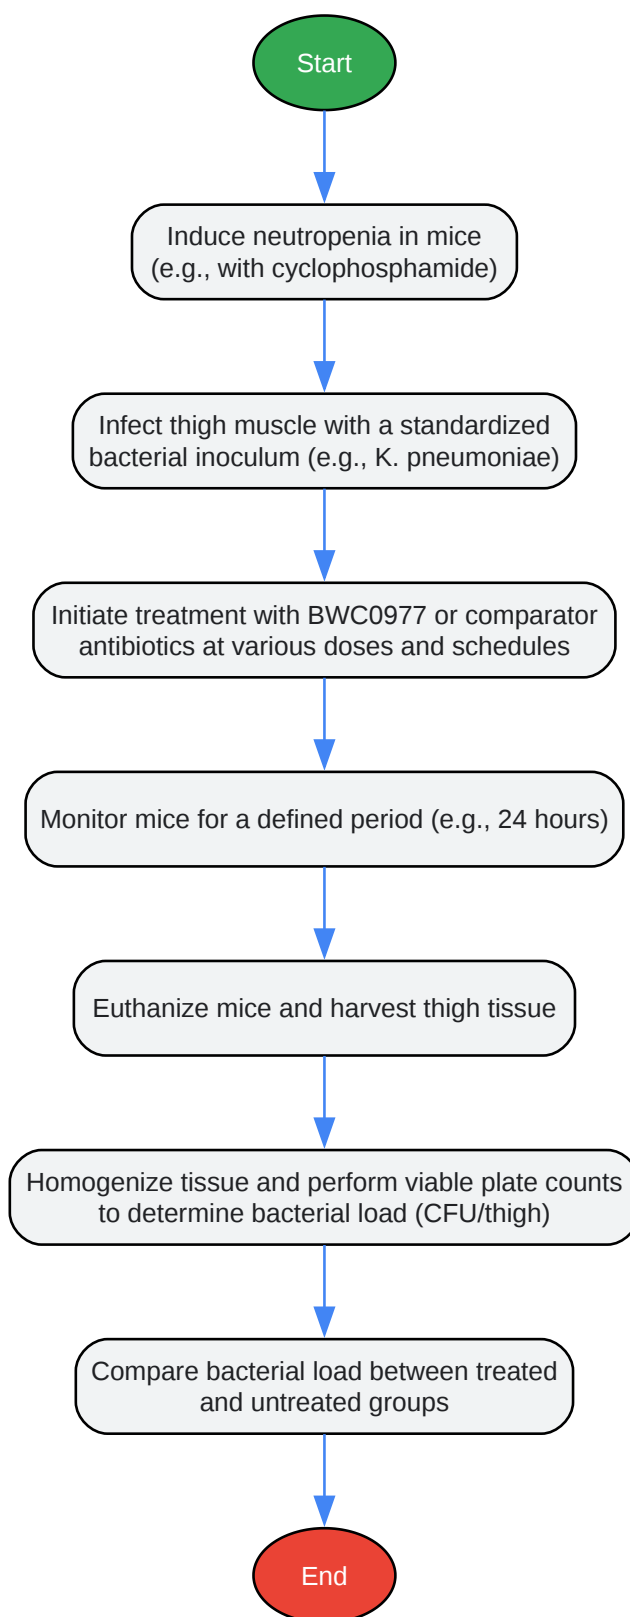 Start
Induce neutropenia in mice
(e.g., with cyclophosphamide)
Infect thigh muscle with a standardized
bacterial inoculum (e.g., K. pneumoniae)
Initiate treatment with BWC0977 or comparator
antibiotics at various doses and schedules
Monitor mice for a defined period (e.g., 24 hours)
Euthanize mice and harvest thigh tissue
Homogenize tissue and perform viable plate counts
to determine bacterial load (CFU/thigh)
Compare bacterial load between treated
and untreated groups
End